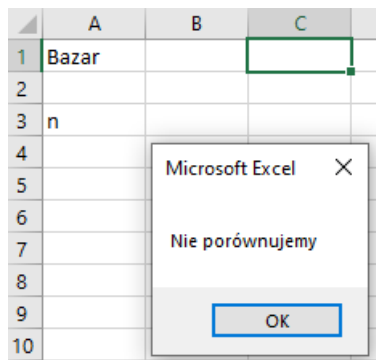 A B C
1 Bazar
2
3 n
4
Microsoft Excel
5
6
7 Nie porównujemy
8
9 OK
10